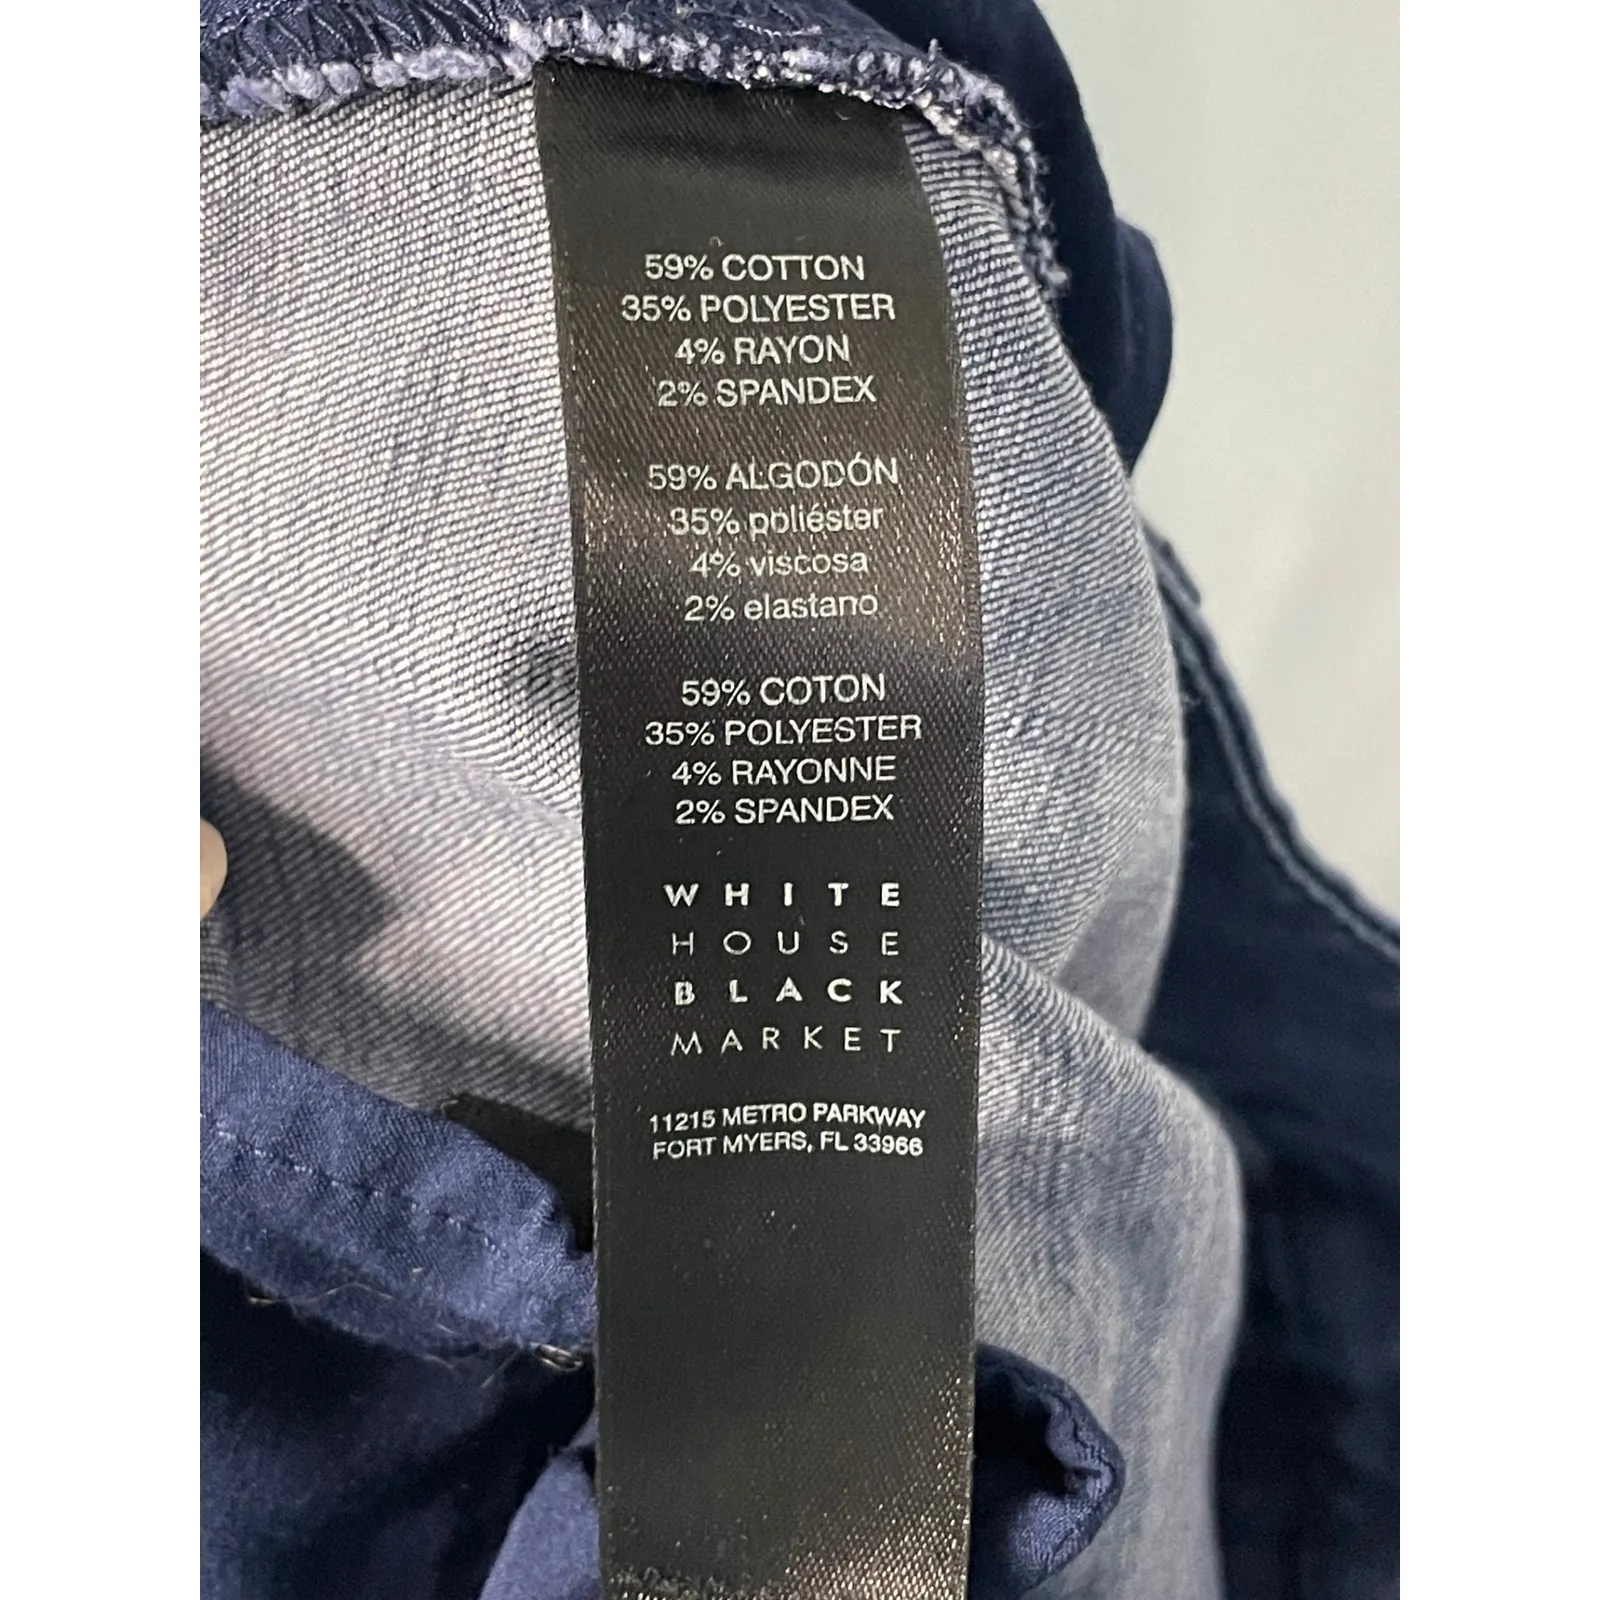 59% COTTON
35% POLYESTER
4% RAYON
2% SPANDEX
59% ALGODÓN
35% poliéster
4% viscosa
2% elastano
59% COTON
35% POLYESTER
4% RAYONNE
2% SPANDEX
WHITE
HOUSE
BLACK
MARKET
11215 METRO PARKWAY
FORT MYERS, FL 33966